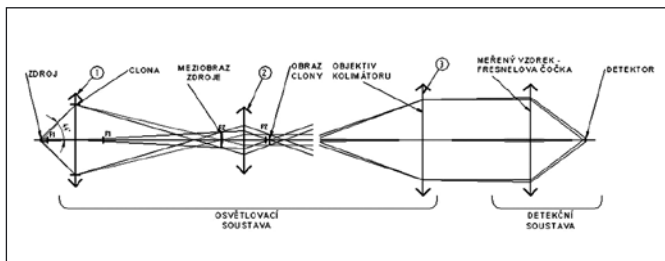 ZDROJ
1
CLONA
MEZIOBRAZ
ZDROJE
2
OBRAZ
CLONY
OBJEKTIV
KOLIMÁTORU
3
MĚŘENÝ VZOREK -
FRESNELOVA ČOČKA
DETEKTOR
OSVĚTLOVACÍ
SOUSTAVA
DETEKČNÍ
SOUSTAVA